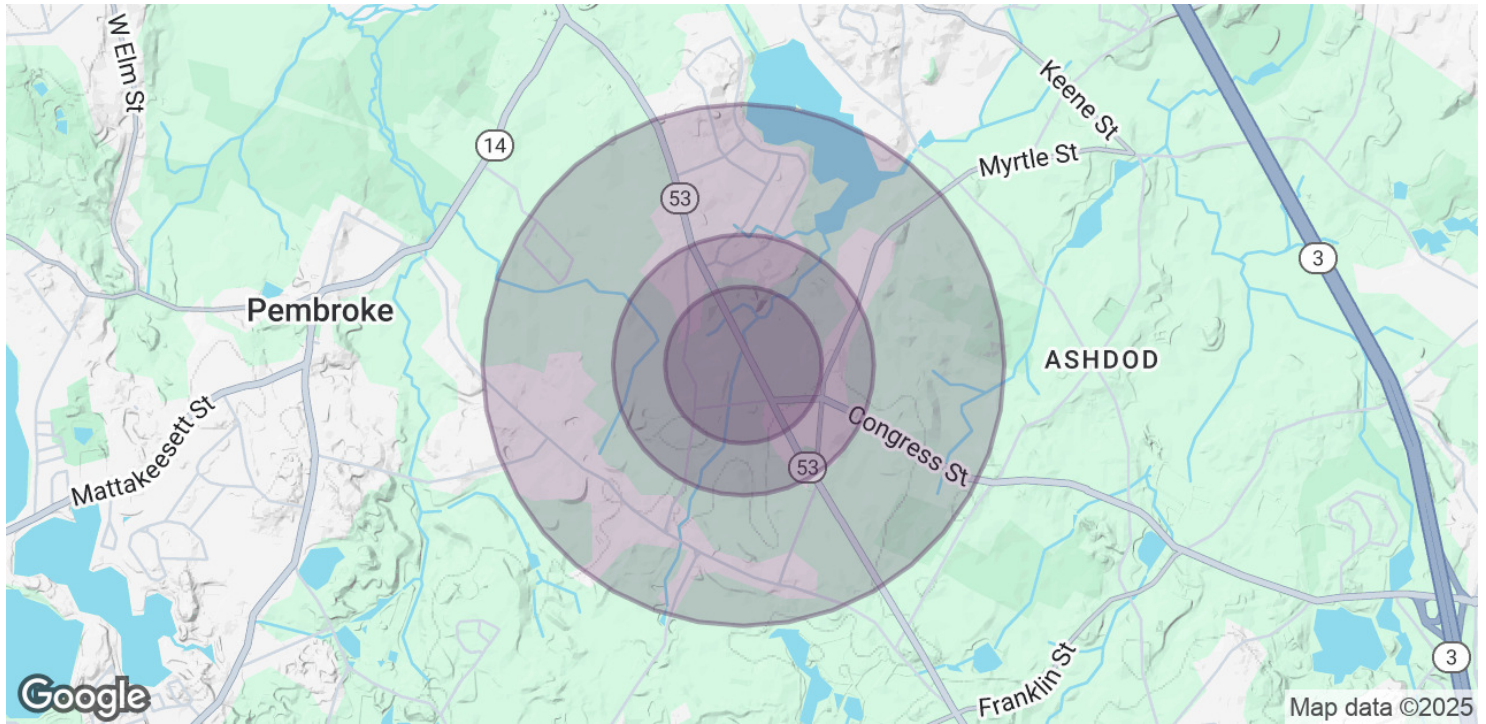 W Elm St
14
53
Keene St
Myrtle St
3
Pembroke
ASHDOD
Mattakeesett St
Congress St
53
Franklin St
3
Google
Map data ©2025